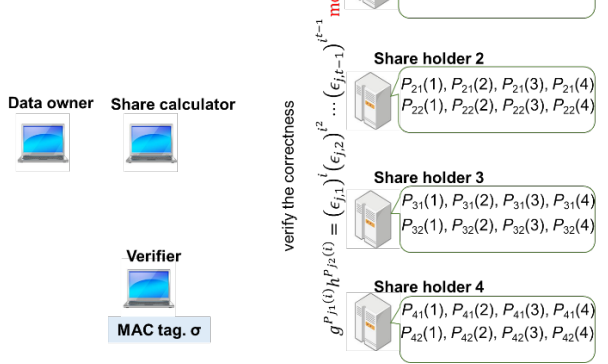 Data owner
Share calculator
Verifier
MAC tag. σ
verify the correctness
g^{P_{j1}(i)}h^{P_{j2}(i)} = (ϵ_{j,1})^{i}(ϵ_{j,2})^{i^2} … (ϵ_{j,t−1})^{i^{t−1}}
Share holder 2
P₂₁(1), P₂₁(2), P₂₁(3), P₂₁(4)
P₂₂(1), P₂₂(2), P₂₂(3), P₂₂(4)
Share holder 3
P₃₁(1), P₃₁(2), P₃₁(3), P₃₁(4)
P₃₂(1), P₃₂(2), P₃₂(3), P₃₂(4)
Share holder 4
P₄₁(1), P₄₁(2), P₄₁(3), P₄₁(4)
P₄₂(1), P₄₂(2), P₄₂(3), P₄₂(4)